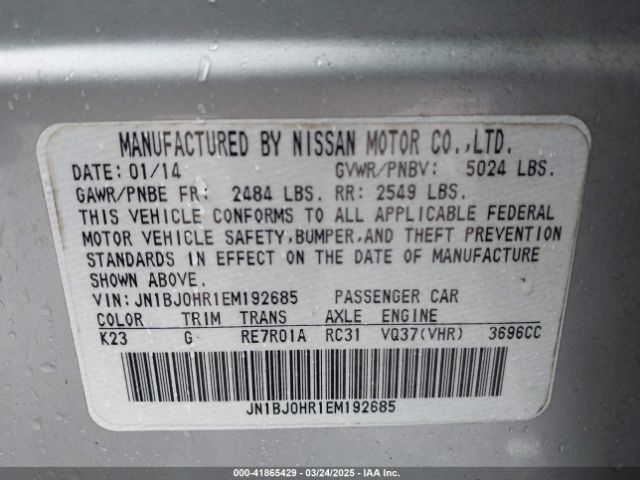 MANUFACTURED BY NISSAN MOTOR CO.,LTD.
DATE: 01/14 GVWR/PNBV: 5024 LBS.
GAWR/PNBE FR: 2484 LBS. RR: 2549 LBS.
THIS VEHICLE CONFORMS TO ALL APPLICABLE FEDERAL
MOTOR VEHICLE SAFETY,BUMPER,AND THEFT PREVENTION
STANDARDS IN EFFECT ON THE DATE OF MANUFACTURE
SHOWN ABOVE.
VIN: JN1BJ0HR1EM192685 PASSENGER CAR
COLOR TRIM TRANS AXLE ENGINE
K23 G RE7R01A RC31 VQ37(VHR) 3696CC
JN1BJ0HR1EM192685
000-41865429 - 03/24/2025 - IAAI.COM